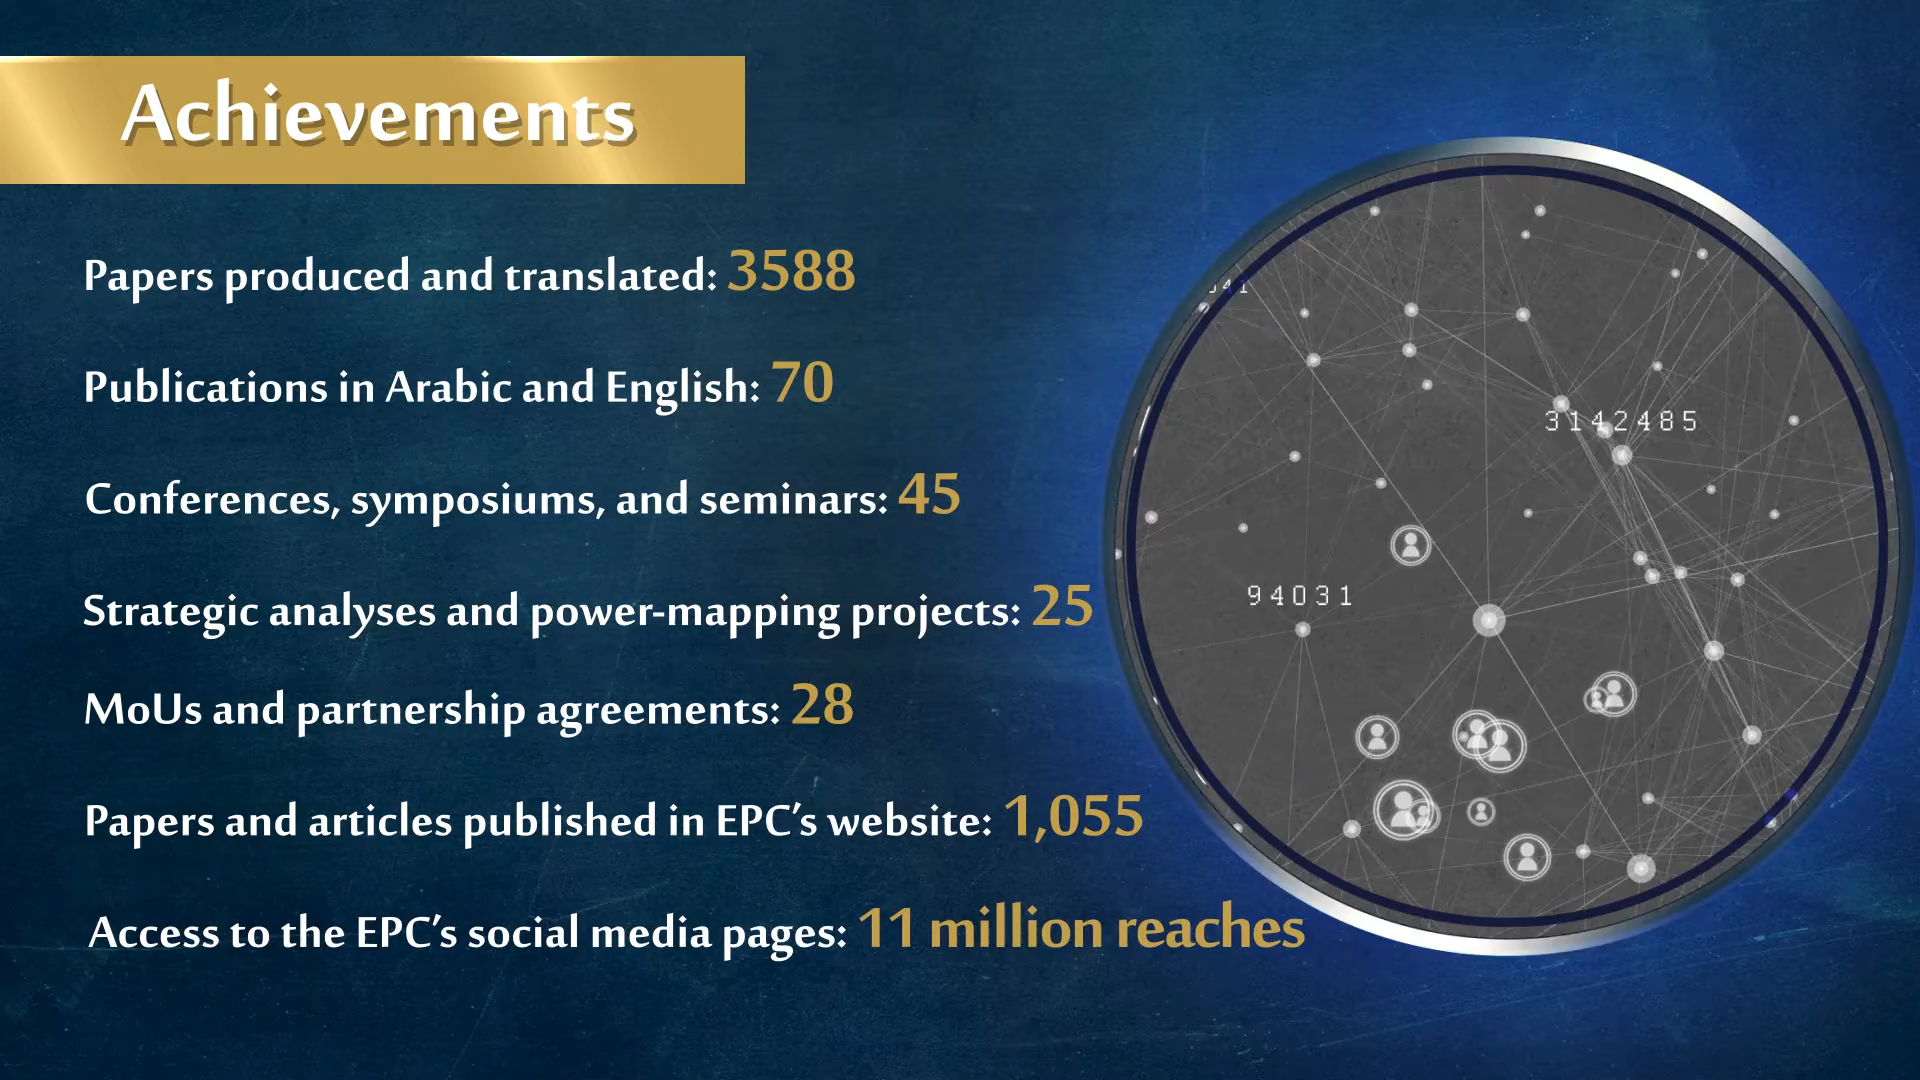 Achievements
Papers produced and translated: 3588
Publications in Arabic and English: 70
Conferences, symposiums, and seminars: 45
Strategic analyses and power-mapping projects: 25
MoUs and partnership agreements: 28
Papers and articles published in EPC’s website: 1,055
Access to the EPC’s social media pages: 11 million reaches
3142485
94031